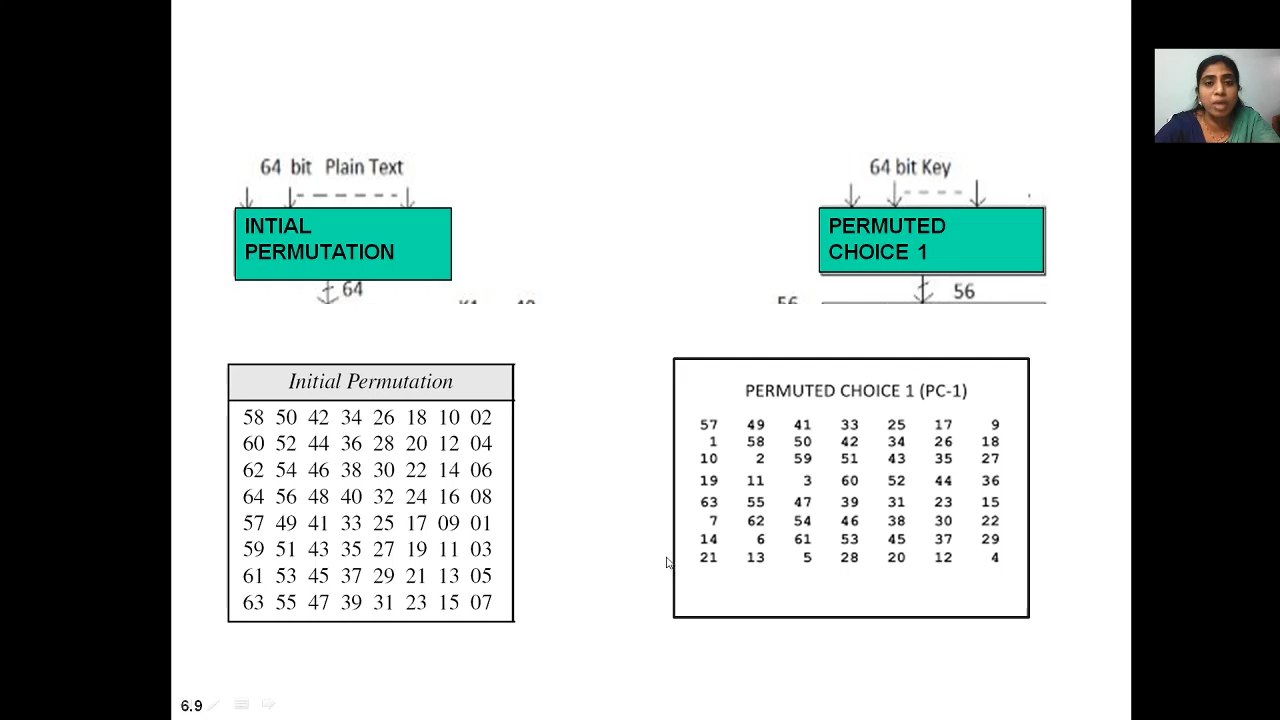 64 bit Plain Text
INTIAL
PERMUTATION
64
64 bit Key
PERMUTED
CHOICE 1
56
56
Initial Permutation
58 50 42 34 26 18 10 02
60 52 44 36 28 20 12 04
62 54 46 38 30 22 14 06
64 56 48 40 32 24 16 08
57 49 41 33 25 17 09 01
59 51 43 35 27 19 11 03
61 53 45 37 29 21 13 05
63 55 47 39 31 23 15 07
PERMUTED CHOICE 1 (PC-1)
57 49 41 33 25 17 9
1 58 50 42 34 26 18
10 2 59 51 43 35 27
19 11 3 60 52 44 36
63 55 47 39 31 23 15
7 62 54 46 38 30 22
14 6 61 53 45 37 29
21 13 5 28 20 12 4
6.9